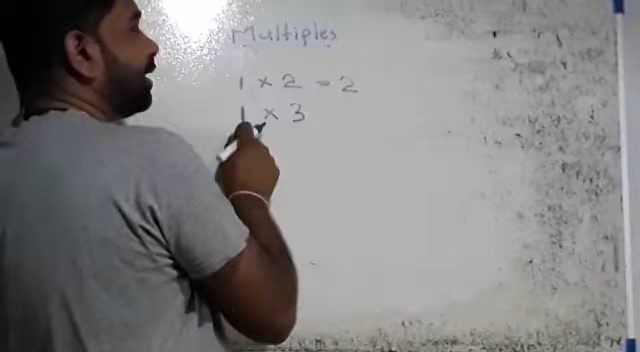 Multiples
1 × 2 = 2
1 × 3